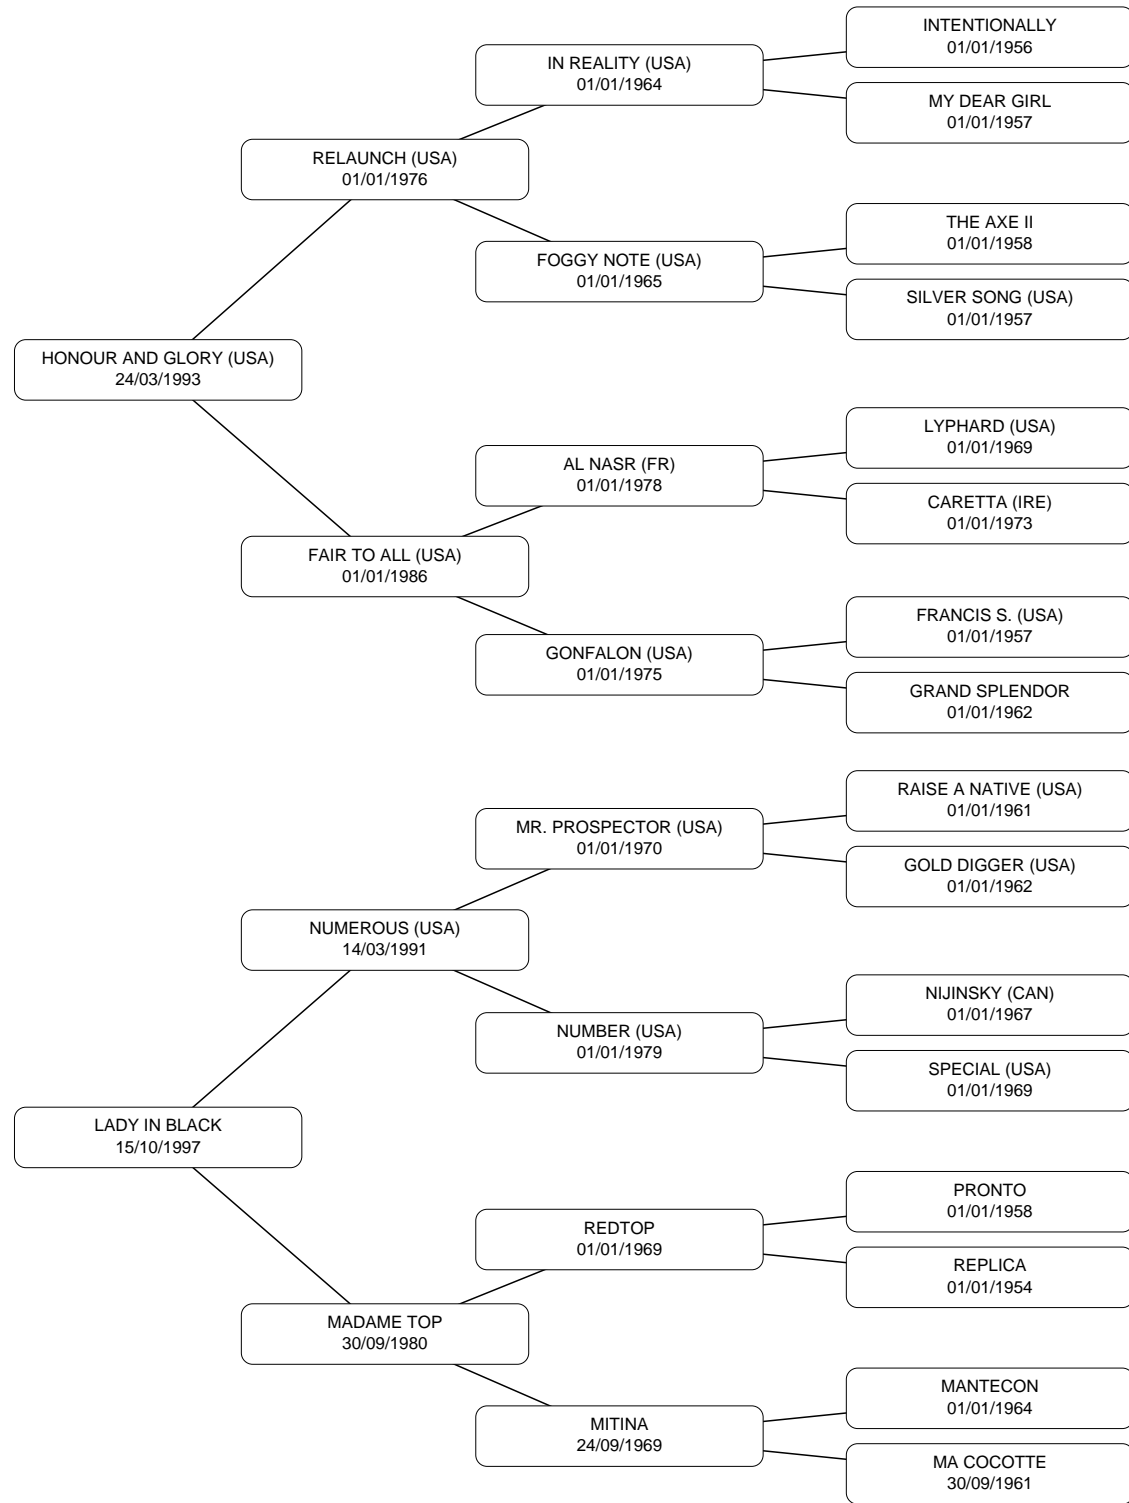 INTENTIONALLY
01/01/1956
IN REALITY (USA)
01/01/1964
MY DEAR GIRL
01/01/1957
RELAUNCH (USA)
01/01/1976
THE AXE II
01/01/1958
FOGGY NOTE (USA)
01/01/1965
SILVER SONG (USA)
01/01/1957
HONOUR AND GLORY (USA)
24/03/1993
LYPHARD (USA)
01/01/1969
AL NASR (FR)
01/01/1978
CARETTA (IRE)
01/01/1973
FAIR TO ALL (USA)
01/01/1986
FRANCIS S. (USA)
01/01/1957
GONFALON (USA)
01/01/1975
GRAND SPLENDOR
01/01/1962
RAISE A NATIVE (USA)
01/01/1961
MR. PROSPECTOR (USA)
01/01/1970
GOLD DIGGER (USA)
01/01/1962
NUMEROUS (USA)
14/03/1991
NIJINSKY (CAN)
01/01/1967
NUMBER (USA)
01/01/1979
SPECIAL (USA)
01/01/1969
LADY IN BLACK
15/10/1997
PRONTO
01/01/1958
REDTOP
01/01/1969
REPLICA
01/01/1954
MADAME TOP
30/09/1980
MANTECON
01/01/1964
MITINA
24/09/1969
MA COCOTTE
30/09/1961